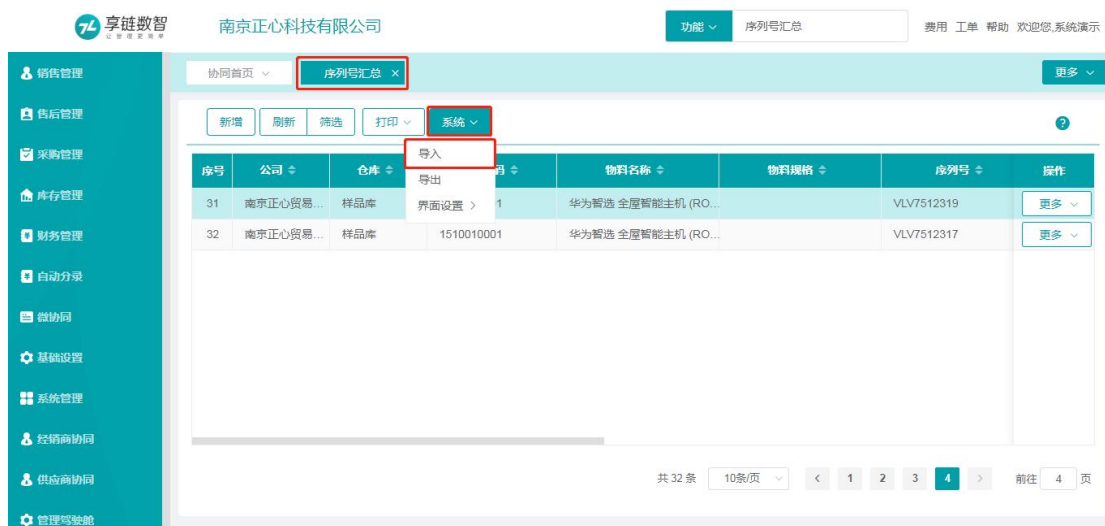 享链数智
让管理更简单
南京正心科技有限公司
功能
序列号汇总
费用 工单 帮助 欢迎您,系统演示
销售管理
售后管理
采购管理
库存管理
财务管理
自动分录
微协同
基础设置
系统管理
经销商协同
供应商协同
管理驾驶舱
协同首页
序列号汇总 ×
更多
新增 刷新 筛选 打印 系统
导入
导出
界面设置 >
序号 公司 仓库 码 物料名称 物料规格 序列号 操作
31 南京正心贸易... 样品库 1 华为智选 全屋智能主机 (RO... VLV7512319 更多
32 南京正心贸易... 样品库 1510010001 华为智选 全屋智能主机 (RO... VLV7512317 更多
共 32 条 10条/页 < 1 2 3 4 > 前往 4 页